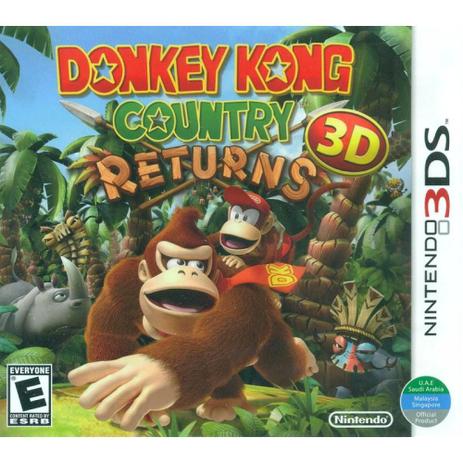 DONKEY KONG
COUNTRY
RETURNS
3D
NINTENDO 3DS
™
DK
EVERYONE
E
CONTENT RATED BY
ESRB
Nintendo
U.A.E
Saudi Arabia
Malaysia
Singapore
Official
Product